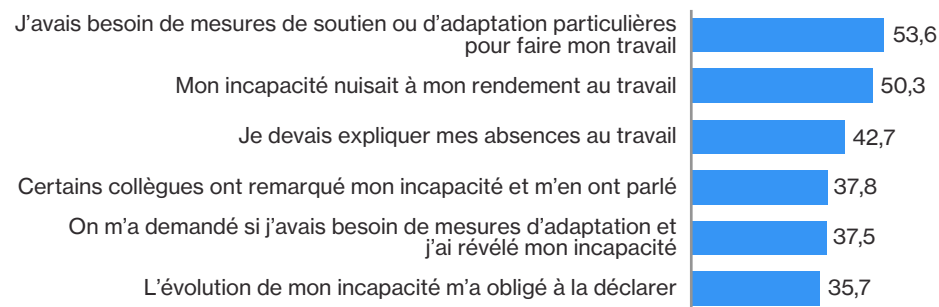 J'avais besoin de mesures de soutien ou d'adaptation particulières
pour faire mon travail
53,6
Mon incapacité nuisait à mon rendement au travail
50,3
Je devais expliquer mes absences au travail
42,7
Certains collègues ont remarqué mon incapacité et m'en ont parlé
37,8
On m'a demandé si j'avais besoin de mesures d'adaptation et
j'ai révélé mon incapacité
37,5
L'évolution de mon incapacité m'a obligé à la déclarer
35,7